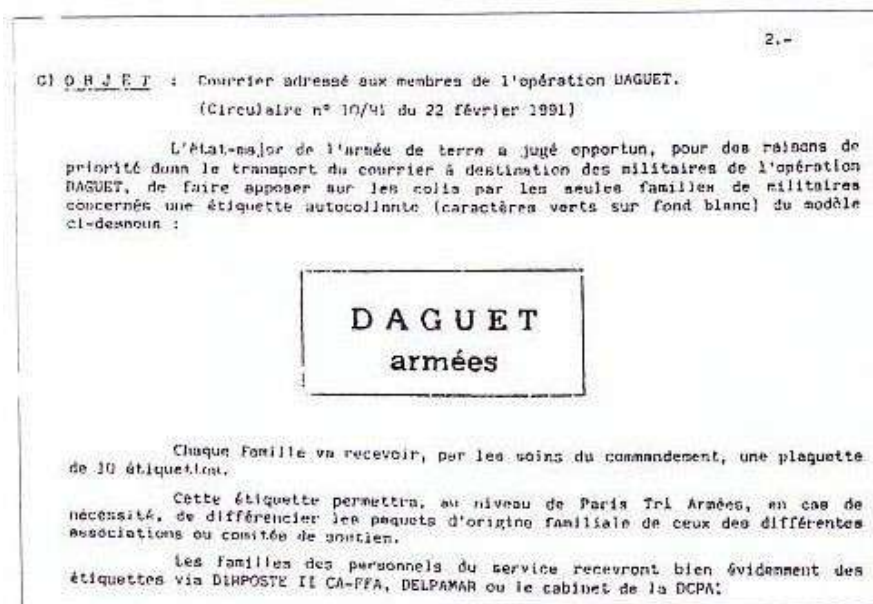 2.-
C) O B J E T : Courrier adressé aux membres de l'opération DAGUET.
(Circulaire n° 10/91 du 22 février 1991)
L'état-major de l'armée de terre a jugé opportun, pour des raisons de
priorité dans le transport du courrier à destination des militaires de l'opération
DAGUET, de faire apposer sur les colis par les seules familles de militaires
concernés une étiquette autocollante (caractères verts sur fond blanc) du modèle
ci-dessous :
DAGUET
armées
Chaque Famille va recevoir, par les soins du commandement, une plaquette
de 10 étiquettes.
Cette étiquette permettra, au niveau de Paris Tri Armées, en cas de
nécessité, de différencier les paquets d'origine familiale de ceux des différentes
associations ou comités de soutien.
Les familles des personnels du service recevront bien évidemment des
étiquettes via DIRPOSTE II CA-FFA, DELPAMAR ou le cabinet de la DCPA.